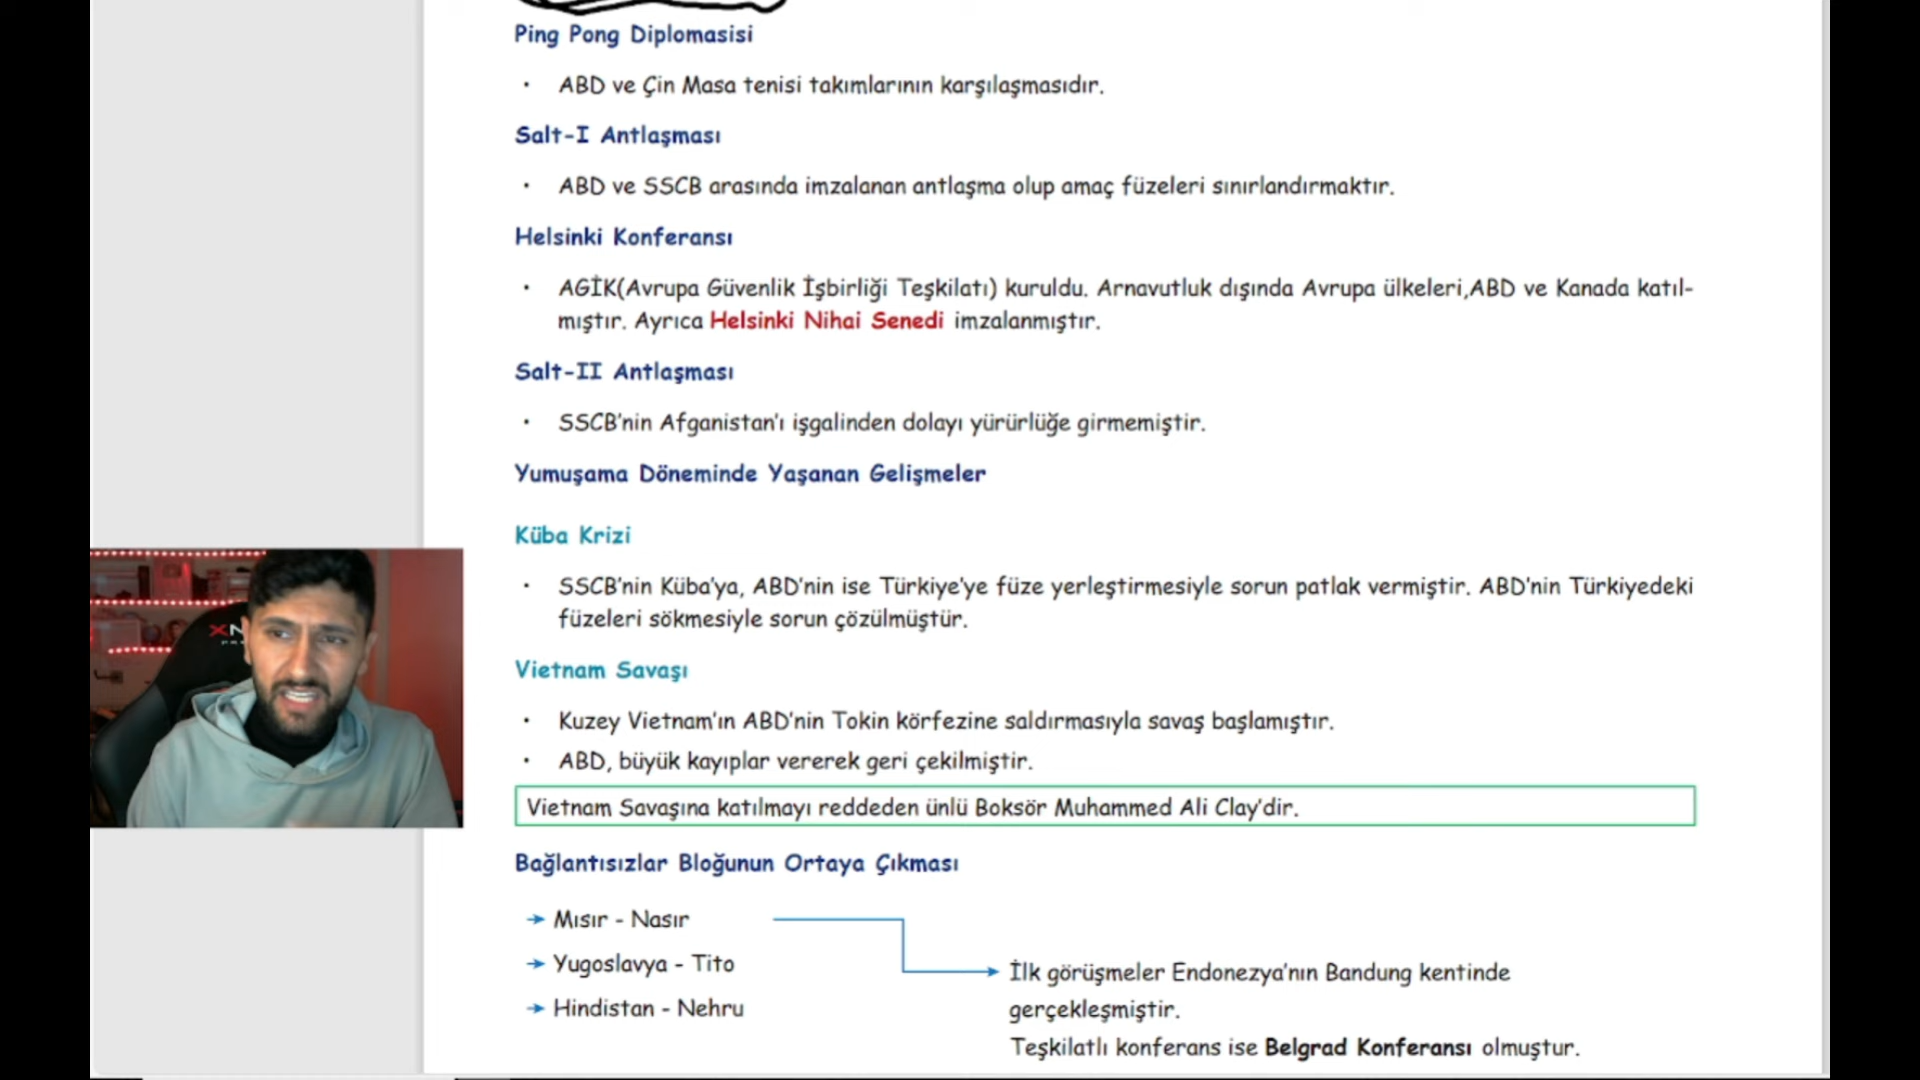 Ping Pong Diplomasisi
• ABD ve Çin Masa tenisi takımlarının karşılaşmasıdır.
Salt-I Antlaşması
• ABD ve SSCB arasında imzalanan antlaşma olup amaç füzeleri sınırlandırmaktır.
Helsinki Konferansı
• AGİK(Avrupa Güvenlik İşbirliği Teşkilatı) kuruldu. Arnavutluk dışında Avrupa ülkeleri,ABD ve Kanada katıl-
mıştır. Ayrıca Helsinki Nihai Senedi imzalanmıştır.
Salt-II Antlaşması
• SSCB'nin Afganistan'ı işgalinden dolayı yürürlüğe girmemiştir.
Yumuşama Döneminde Yaşanan Gelişmeler
Küba Krizi
• SSCB'nin Küba'ya, ABD'nin ise Türkiye'ye füze yerleştirmesiyle sorun patlak vermiştir. ABD'nin Türkiyedeki
füzeleri sökmesiyle sorun çözülmüştür.
Vietnam Savaşı
• Kuzey Vietnam'ın ABD'nin Tokin körfezine saldırmasıyla savaş başlamıştır.
• ABD, büyük kayıplar vererek geri çekilmiştir.
Vietnam Savaşına katılmayı reddeden ünlü Boksör Muhammed Ali Clay'dir.
Bağlantısızlar Bloğunun Ortaya Çıkması
→ Mısır - Nasır
→ Yugoslavya - Tito
→ Hindistan - Nehru
İlk görüşmeler Endonezya'nın Bandung kentinde
gerçekleşmiştir.
Teşkilatlı konferans ise Belgrad Konferansı olmuştur.